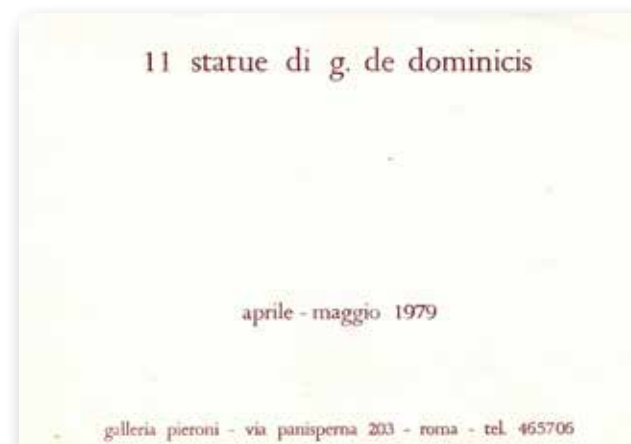 11 statue di g. de dominicis
aprile - maggio 1979
galleria pieroni - via panisperna 203 - roma - tel. 465706